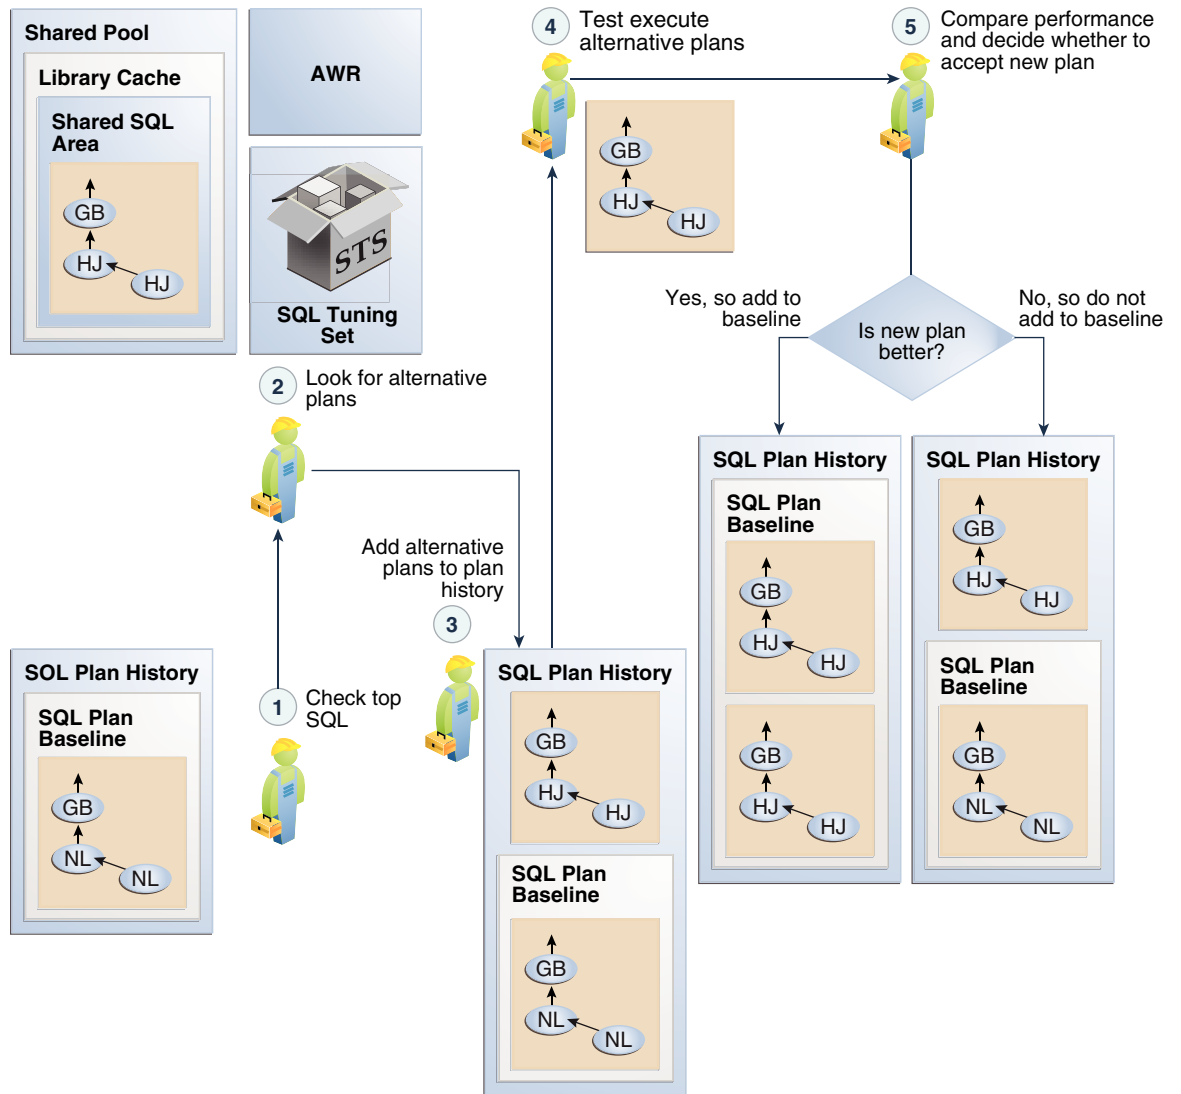 Shared Pool
Library Cache
Shared SQL
Area
GB
HJ
HJ
AWR
STS
SQL Tuning
Set
4
Test execute
alternative plans
GB
HJ
HJ
5
Compare performance
and decide whether to
accept new plan
Yes, so add to
baseline
Is new plan
better?
No, so do not
add to baseline
2
Look for alternative
plans
Add alternative
plans to plan
history
3
1
Check top
SQL
SOL Plan History
SQL Plan
Baseline
GB
NL
NL
SQL Plan History
GB
HJ
HJ
SQL Plan
Baseline
GB
NL
NL
SQL Plan History
SQL Plan
Baseline
GB
HJ
HJ
GB
HJ
HJ
SQL Plan History
GB
HJ
HJ
SQL Plan
Baseline
GB
NL
NL